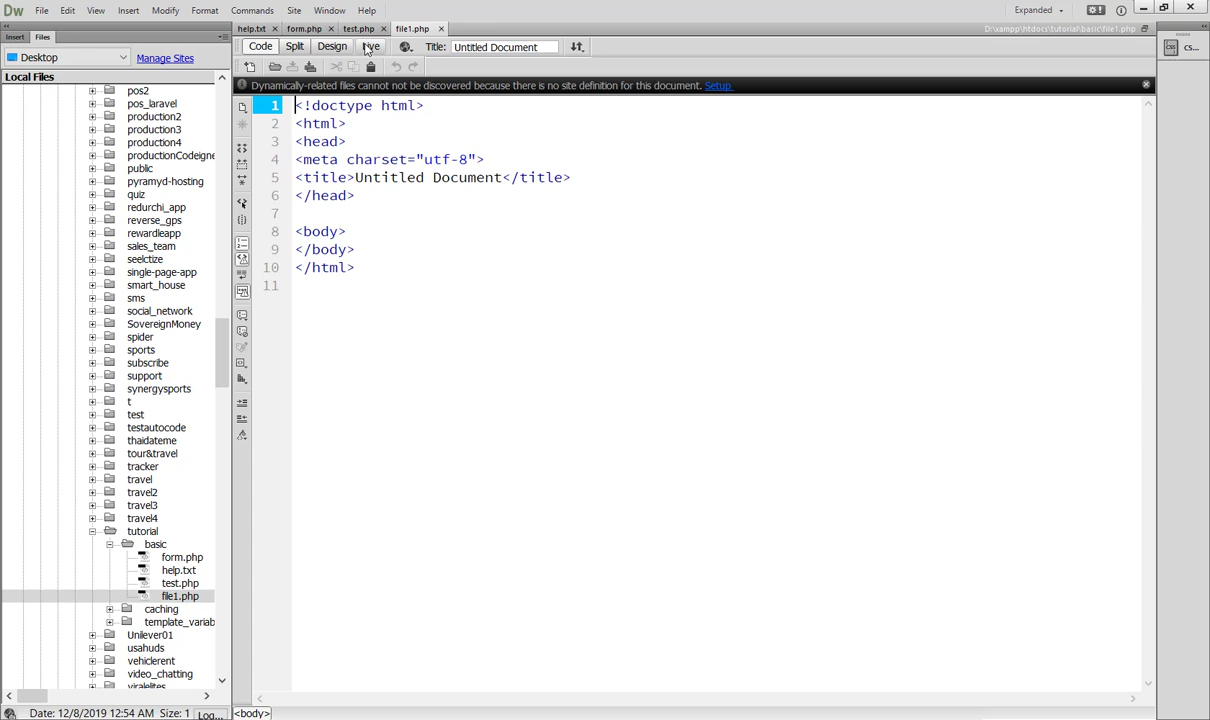 Dw File Edit View Insert Modify Format Commands Site Window Help Expanded
Insert Files help.txt form.php test.php file1.php D:\xampp\htdocs\tutorial\basic\file1.php
Code Split Design Title: Untitled Document CSS cs...
Desktop Manage Sites
Local Files
Dynamically-related files cannot not be discovered because there is no site definition for this document. Setup
pos2
pos_laravel
production2
production3
production4
productionCodeigne
public
pyramyd-hosting
quiz
redurchi_app
reverse_gps
rewardleapp
sales_team
seelctize
single-page-app
smart_house
sms
social_network
SovereignMoney
spider
sports
subscribe
support
synergysports
t
test
testautocode
thaidateme
tour&travel
tracker
travel
travel2
travel3
travel4
tutorial
basic
form.php
help.txt
test.php
file1.php
caching
template_variab
Unilever01
usahuds
vehiclerent
video_chatting
viralelites
1 <!doctype html>
2 <html>
3 <head>
4 <meta charset="utf-8">
5 <title>Untitled Document</title>
6 </head>
7
8 <body>
9 </body>
10 </html>
11
Date: 12/8/2019 12:54 AM Size: 1 Log...
<body>